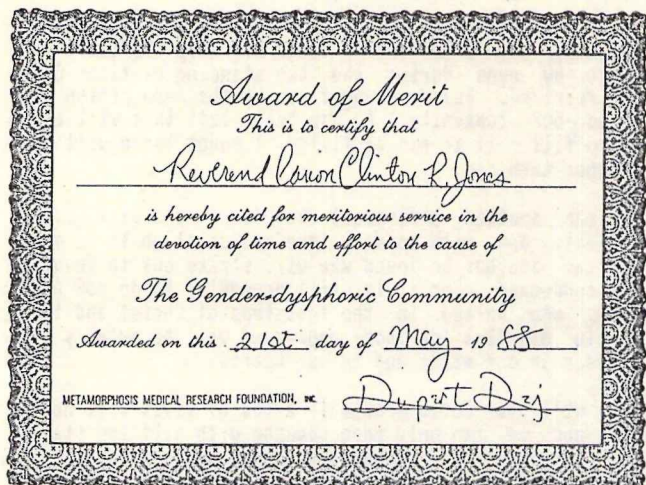 Award of Merit
This is to certify that
Reverend Canon Clinton R. Jones
is hereby cited for meritorious service in the
devotion of time and effort to the cause of
The Gender-dysphoric Community
Awarded on this 21st day of May 1988
METAMORPHOSIS MEDICAL RESEARCH FOUNDATION, INC.
Rupert Raj